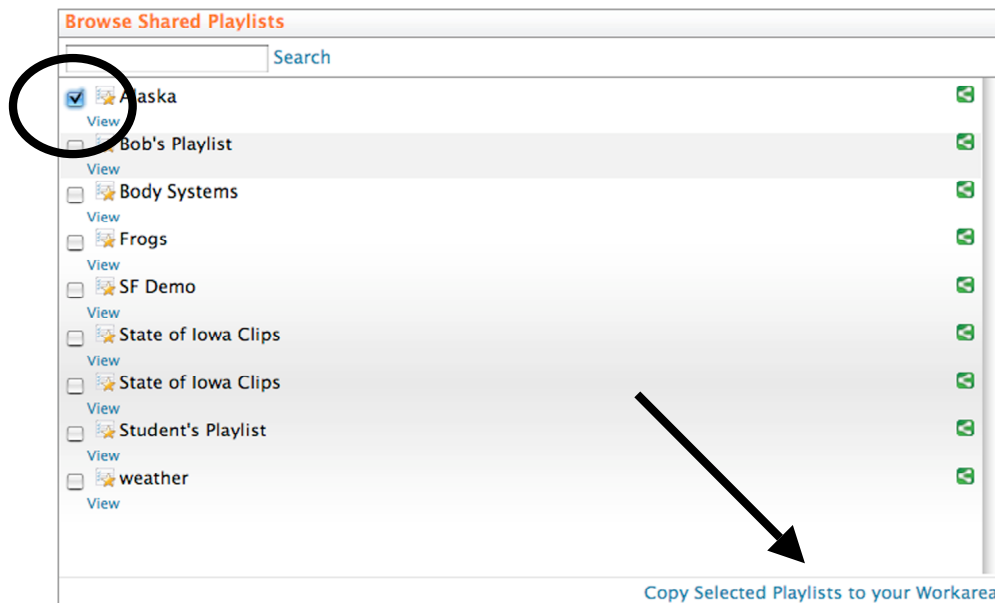 Browse Shared Playlists
Search
Alaska
View
Bob's Playlist
View
Body Systems
View
Frogs
View
SF Demo
View
State of Iowa Clips
View
State of Iowa Clips
View
Student's Playlist
View
weather
View
Copy Selected Playlists to your Workarea